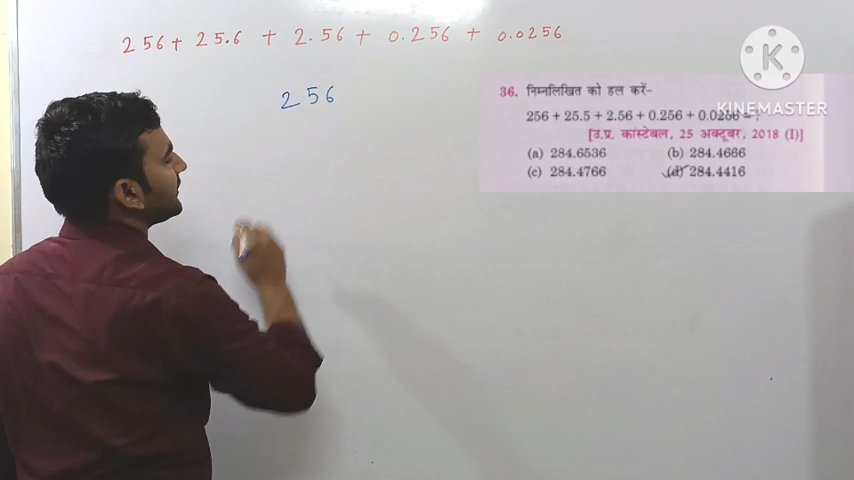 256 + 25.6 + 2.56 + 0.256 + 0.0256
256
KINEMASTER
36. निम्नलिखित को हल करें-
256 + 25.5 + 2.56 + 0.256 + 0.0256 = ?
[उ.प्र. कांस्टेबल, 25 अक्टूबर, 2018 (I)]
(a) 284.6536 (b) 284.4666
(c) 284.4766 (d) 284.4416